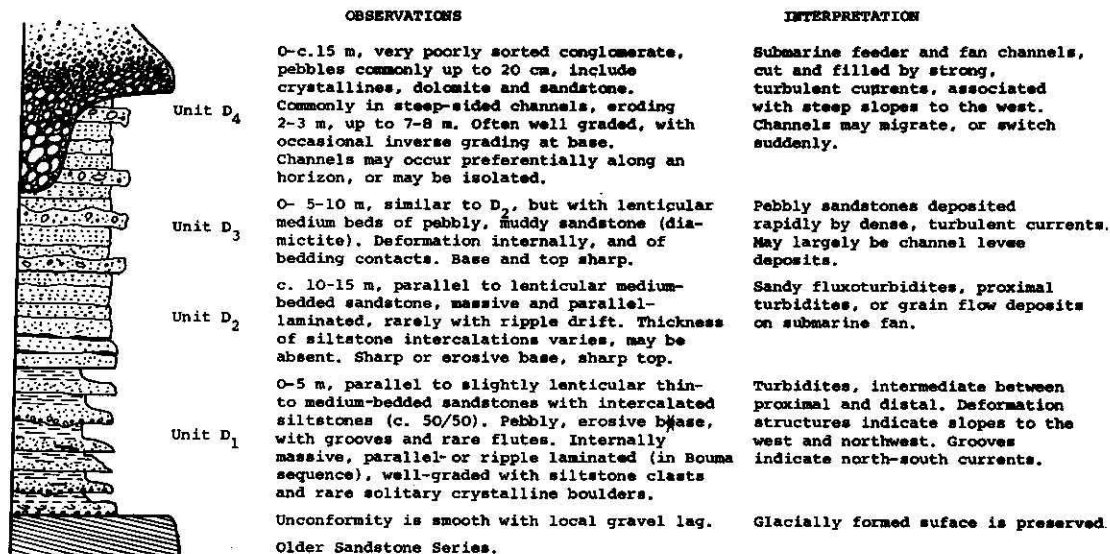 OBSERVATIONS
INTERPRETATION
Unit D4
0-c.15 m, very poorly sorted conglomerate,
pebbles commonly up to 20 cm, include
crystallines, dolomite and sandstone.
Commonly in steep-sided channels, eroding
2-3 m, up to 7-8 m. Often well graded, with
occasional inverse grading at base.
Channels may occur preferentially along an
horizon, or may be isolated.
Submarine feeder and fan channels,
cut and filled by strong,
turbulent currents, associated
with steep slopes to the west.
Channels may migrate, or switch
suddenly.
Unit D3
0- 5-10 m, similar to D2, but with lenticular
medium beds of pebbly, muddy sandstone (dia-
mictite). Deformation internally, and of
bedding contacts. Base and top sharp.
Pebbly sandstones deposited
rapidly by dense, turbulent currents.
May largely be channel levee
deposits.
Unit D2
c. 10-15 m, parallel to lenticular medium-
bedded sandstone, massive and parallel-
laminated, rarely with ripple drift. Thickness
of siltstone intercalations varies, may be
absent. Sharp or erosive base, sharp top.
Sandy fluxoturbidites, proximal
turbidites, or grain flow deposits
on submarine fan.
Unit D1
0-5 m, parallel to slightly lenticular thin-
to medium-bedded sandstones with intercalated
siltstones (c. 50/50). Pebbly, erosive base,
with grooves and rare flutes. Internally
massive, parallel- or ripple laminated (in Bouma
sequence), well-graded with siltstone clasts
and rare solitary crystalline boulders.
Turbidites, intermediate between
proximal and distal. Deformation
structures indicate slopes to the
west and northwest. Grooves
indicate north-south currents.
Unconformity is smooth with local gravel lag.
Glacially formed suface is preserved.
Older Sandstone Series.